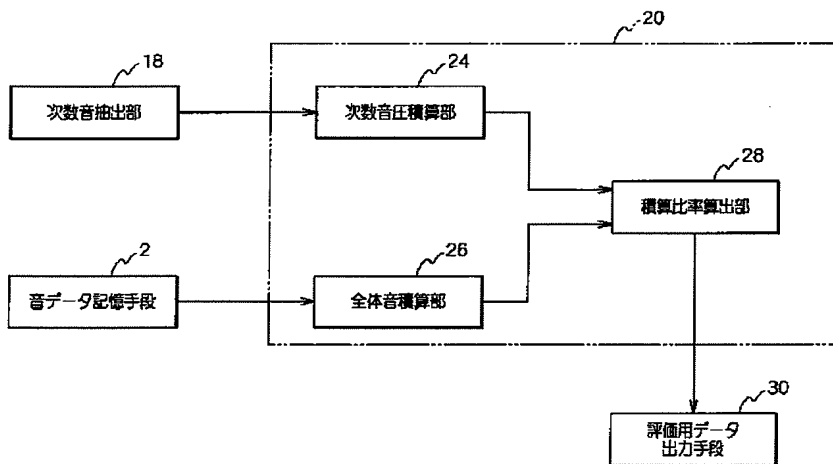 20
18
次数音抽出部
24
次数音圧積算部
28
積算比率算出部
2
音データ記憶手段
26
全体音積算部
30
評価用データ
出力手段